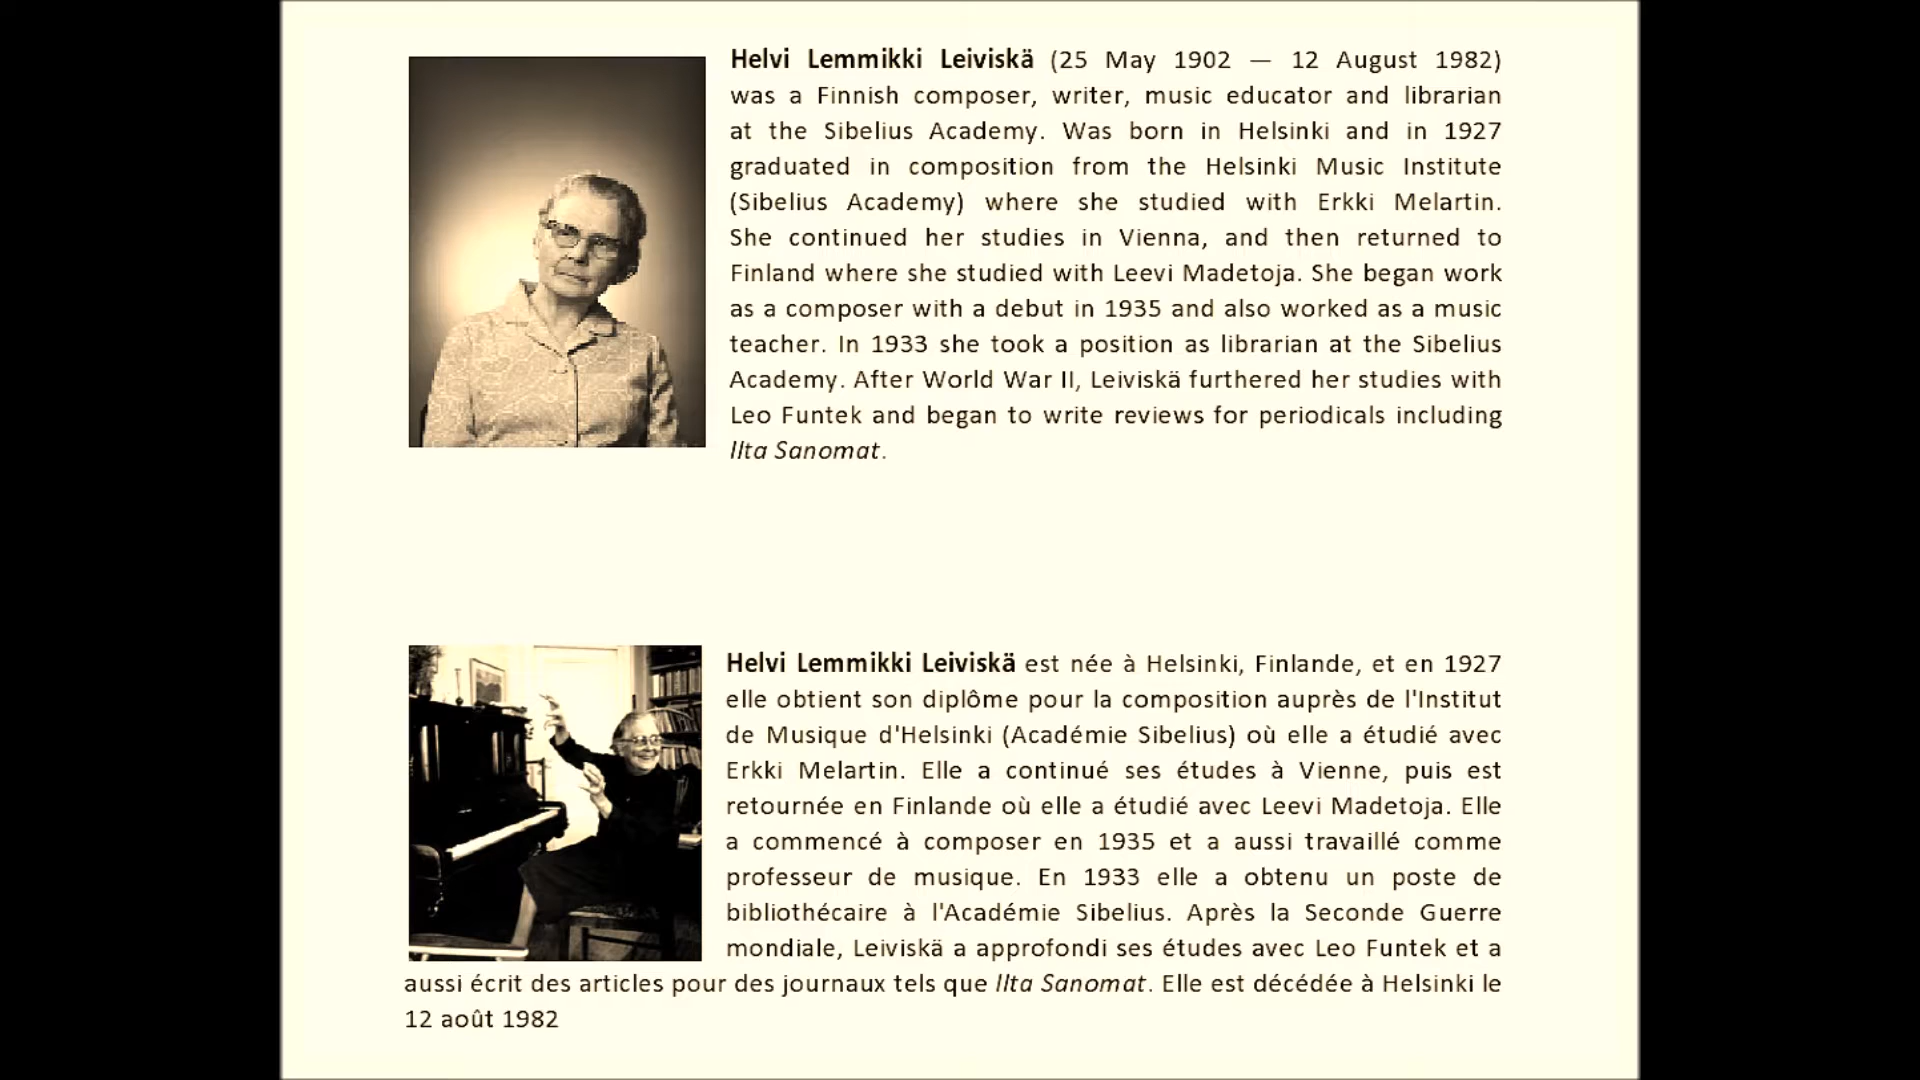 Helvi Lemmikki Leiviskä (25 May 1902 — 12 August 1982)
was a Finnish composer, writer, music educator and librarian
at the Sibelius Academy. Was born in Helsinki and in 1927
graduated in composition from the Helsinki Music Institute
(Sibelius Academy) where she studied with Erkki Melartin.
She continued her studies in Vienna, and then returned to
Finland where she studied with Leevi Madetoja. She began work
as a composer with a debut in 1935 and also worked as a music
teacher. In 1933 she took a position as librarian at the Sibelius
Academy. After World War II, Leiviskä furthered her studies with
Leo Funtek and began to write reviews for periodicals including
Ilta Sanomat.
Helvi Lemmikki Leiviskä est née à Helsinki, Finlande, et en 1927
elle obtient son diplôme pour la composition auprès de l'Institut
de Musique d'Helsinki (Académie Sibelius) où elle a étudié avec
Erkki Melartin. Elle a continué ses études à Vienne, puis est
retournée en Finlande où elle a étudié avec Leevi Madetoja. Elle
a commencé à composer en 1935 et a aussi travaillé comme
professeur de musique. En 1933 elle a obtenu un poste de
bibliothécaire à l'Académie Sibelius. Après la Seconde Guerre
mondiale, Leiviskä a approfondi ses études avec Leo Funtek et a
aussi écrit des articles pour des journaux tels que Ilta Sanomat. Elle est décédée à Helsinki le
12 août 1982